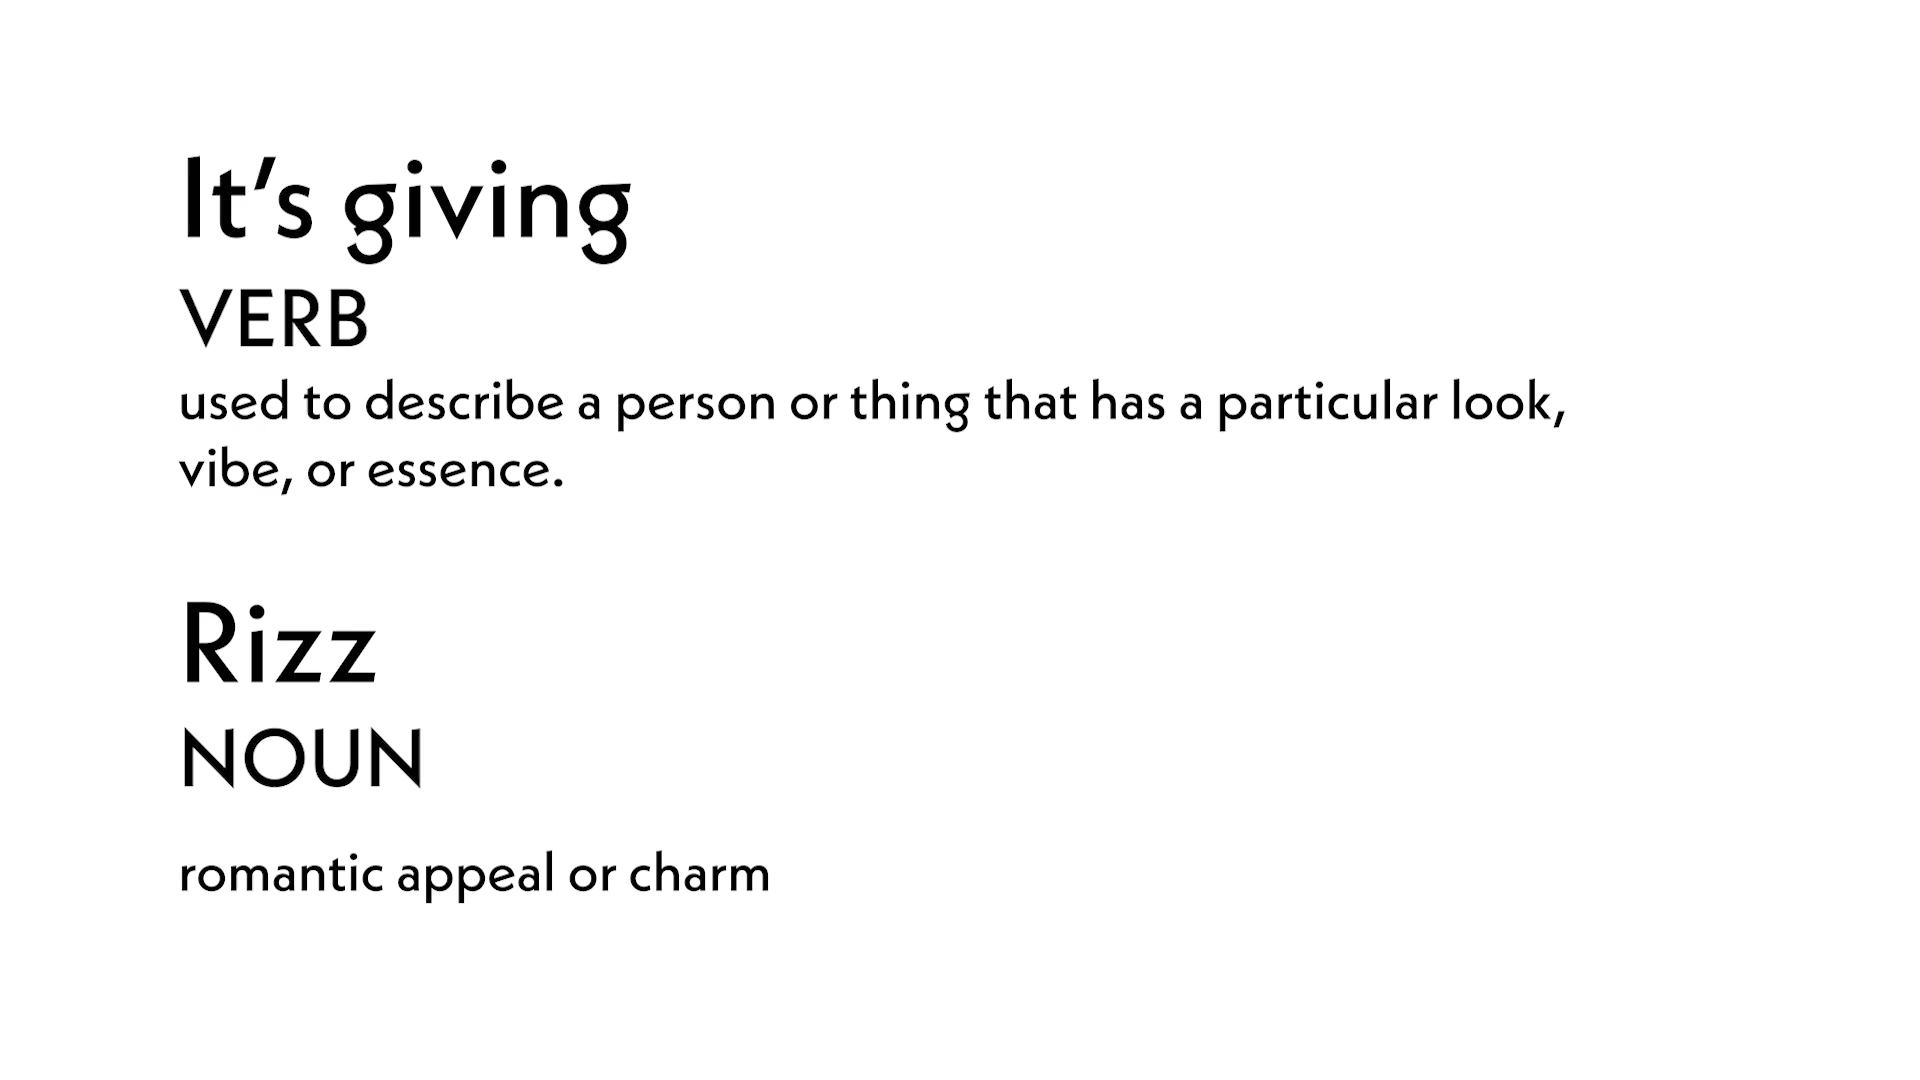 It's giving
VERB
used to describe a person or thing that has a particular look,
vibe, or essence.
Rizz
NOUN
romantic appeal or charm